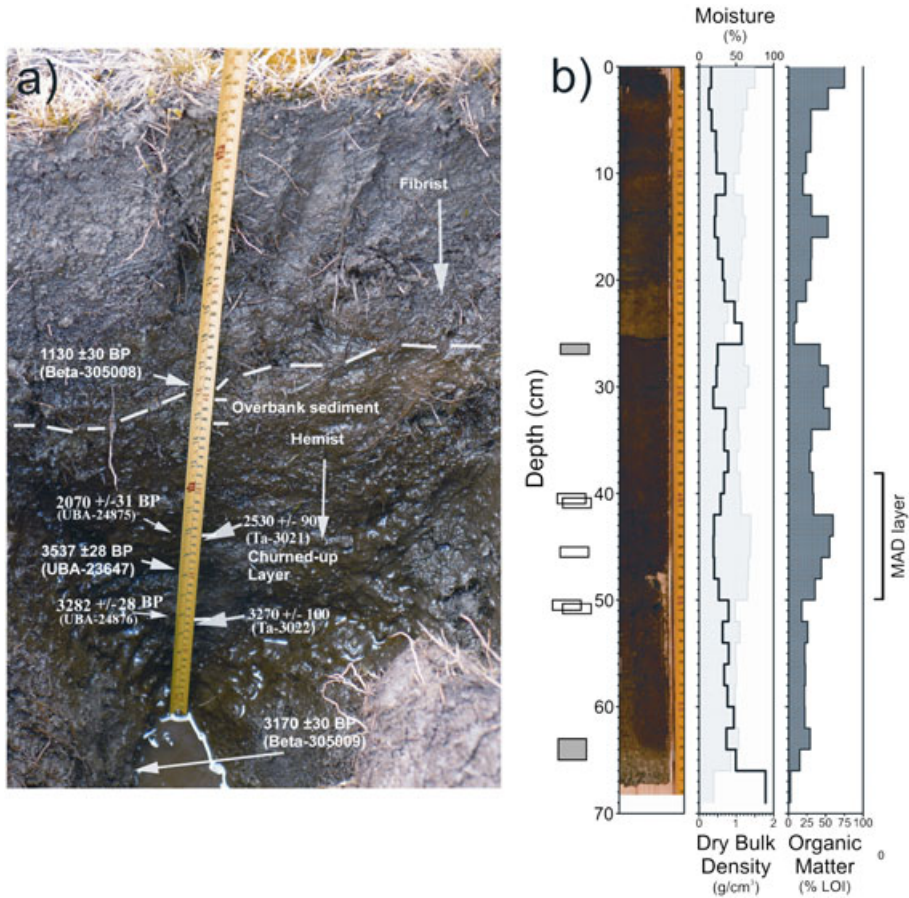 a)
Fibrist
1130 ±30 BP
(Beta-305008)
Overbank sediment
Hemist
2070 +/-31 BP
(UBA-24875)
2530 +/- 90
(Ta-3021)
3537 ±28 BP
(UBA-23647)
Churned-up
Layer
3282 +/-28 BP
(UBA-24876)
3270 +/- 100
(Ta-3022)
3170 ±30 BP
(Beta-305009)
b)
Moisture
(%)
0 50 100
Depth (cm)
0
10
20
30
40
50
60
70
MAD layer
0 1 2
Dry Bulk
Density
(g/cm³)
0 25 50 75 100
Organic
Matter
(% LOI)
0